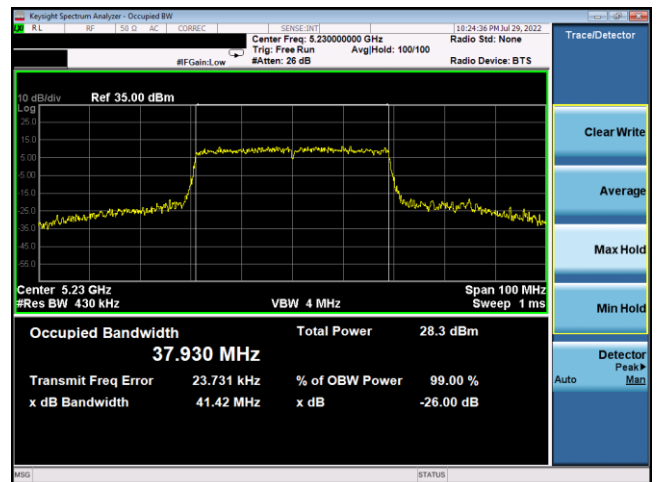 Keysight Spectrum Analyzer - Occupied BW
RL RF 50 Ω AC CORREC SENSE:INT 10:24:36 PM Jul 29, 2022
Center Freq: 5.230000000 GHz Radio Std: None
Trig: Free Run Avg|Hold: 100/100
#IFGain:Low #Atten: 26 dB Radio Device: BTS
Trace/Detector
10 dB/div Ref 35.00 dBm
Log
25.0
15.0
5.00
-5.00
-15.0
-25.0
-35.0
-45.0
-55.0
Center 5.23 GHz Span 100 MHz
#Res BW 430 kHz VBW 4 MHz Sweep 1 ms
Occupied Bandwidth Total Power 28.3 dBm
37.930 MHz
Transmit Freq Error 23.731 kHz % of OBW Power 99.00 %
x dB Bandwidth 41.42 MHz x dB -26.00 dB
Clear Write
Average
Max Hold
Min Hold
Detector
Peak▶
Auto Man
MSG STATUS